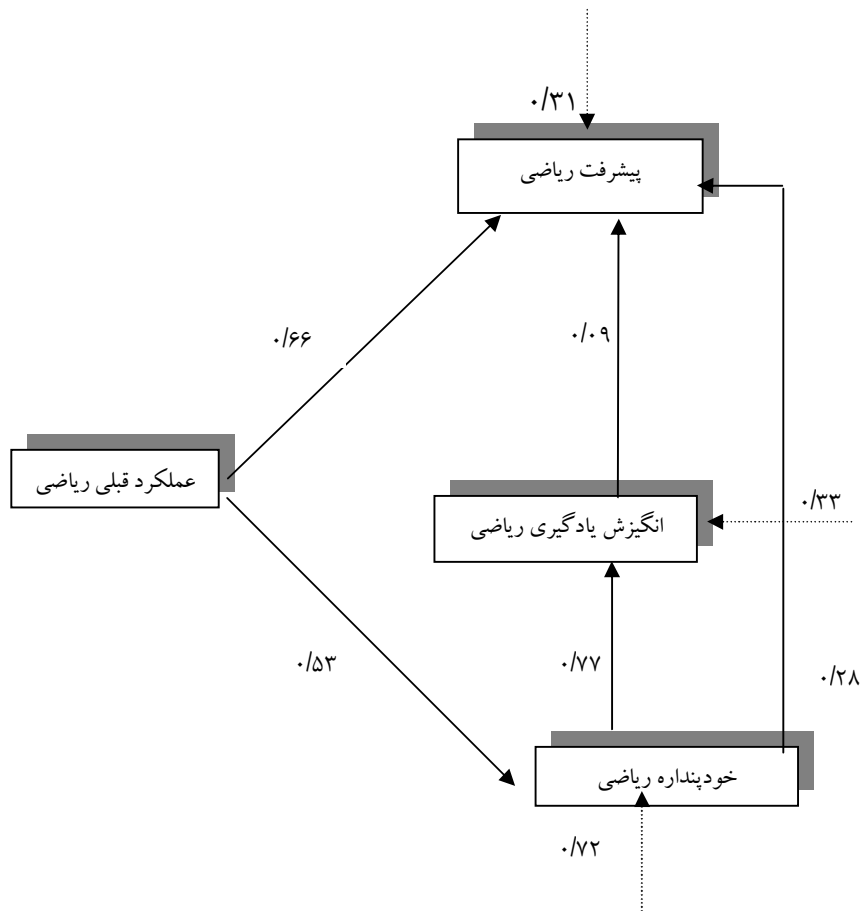 ۰/۳۱
پیشرفت ریاضی
۰/۶۶
۰/۰۹
عملکرد قبلی ریاضی
۰/۳۳
انگیزش یادگیری ریاضی
۰/۵۳
۰/۷۷
۰/۲۸
خودپنداره ریاضی
۰/۷۲